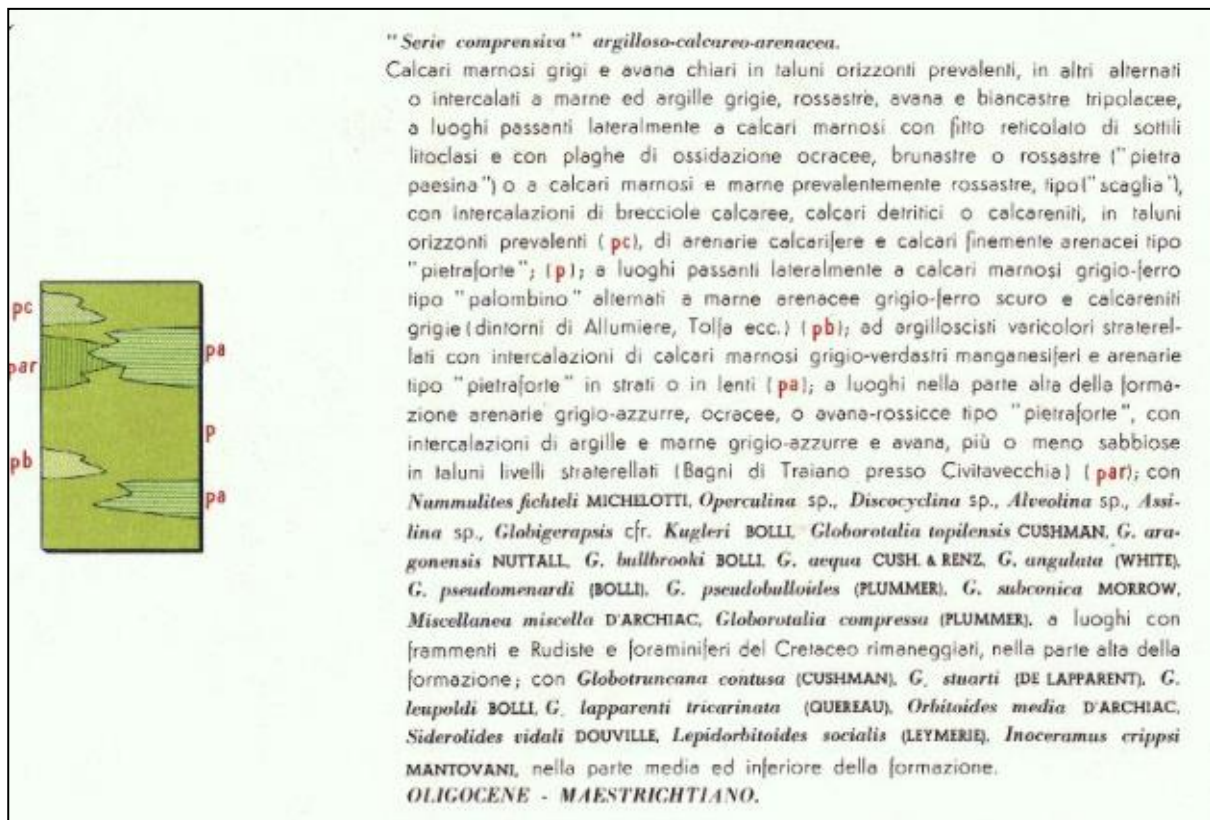 "Serie comprensiva" argilloso-calcareo-arenacea.
Calcari marnosi grigi e avana chiari in taluni orizzonti prevalenti, in altri alternati
o intercalati a marne ed argille grigie, rossastre, avana e biancastre tripolacee,
a luoghi passanti lateralmente a calcari marnosi con fitto reticolato di sottili
litoclasi e con plaghe di ossidazione ocracee, brunastre o rossastre ("pietra
paesina") o a calcari marnosi e marne prevalentemente rossastre, tipo("scaglia"),
con intercalazioni di brecciole calcaree, calcari detritici o calcareniti, in taluni
orizzonti prevalenti (pc), di arenarie calcarifere e calcari finemente arenacei tipo
"pietraforte"; (p); a luoghi passanti lateralmente a calcari marnosi grigio-ferro
tipo "palombino" alternati a marne arenacee grigio-ferro scuro e calcareniti
grigie (dintorni di Allumiere, Tolfa ecc.) (pb); ad argilloscisti varicolori straterel-
lati con intercalazioni di calcari marnosi grigio-verdastri manganesiferi e arenarie
tipo "pietraforte" in strati o in lenti (pa); a luoghi nella parte alta della forma-
zione arenarie grigio-azzurre, ocracee, o avana-rossicce tipo "pietraforte", con
intercalazioni di argille e marne grigio-azzurre e avana, più o meno sabbiose
in taluni livelli straterellati (Bagni di Traiano presso Civitavecchia) (par); con
Nummulites fichteli MICHELOTTI, Operculina sp., Discocyclina sp., Alveolina sp., Assi-
lina sp., Globigerapsis cfr. Kugleri BOLLI, Globorotalia topilensis CUSHMAN, G. ara-
gonensis NUTTALL, G. bullbrooki BOLLI, G. aequa CUSH. & RENZ, G. angulata (WHITE),
G. pseudomenardi (BOLLI), G. pseudobulloides (PLUMMER), G. subconica MORROW,
Miscellanea miscella D'ARCHIAC, Globorotalia compressa (PLUMMER), a luoghi con
frammenti e Rudiste e foraminiferi del Cretaceo rimaneggiati, nella parte alta della
formazione; con Globotruncana contusa (CUSHMAN), G. stuarti (DE LAPPARENT), G.
leupoldi BOLLI, G. lapparenti tricarinata (QUEREAU), Orbitoides media D'ARCHIAC,
Siderolides vidali DOUVILLE, Lepidorbitoides socialis (LEYMERIE), Inoceramus crippsi
MANTOVANI, nella parte media ed inferiore della formazione.
OLIGOCENE - MAESTRICHTIANO.
pc
par
pb
pa
p
pa